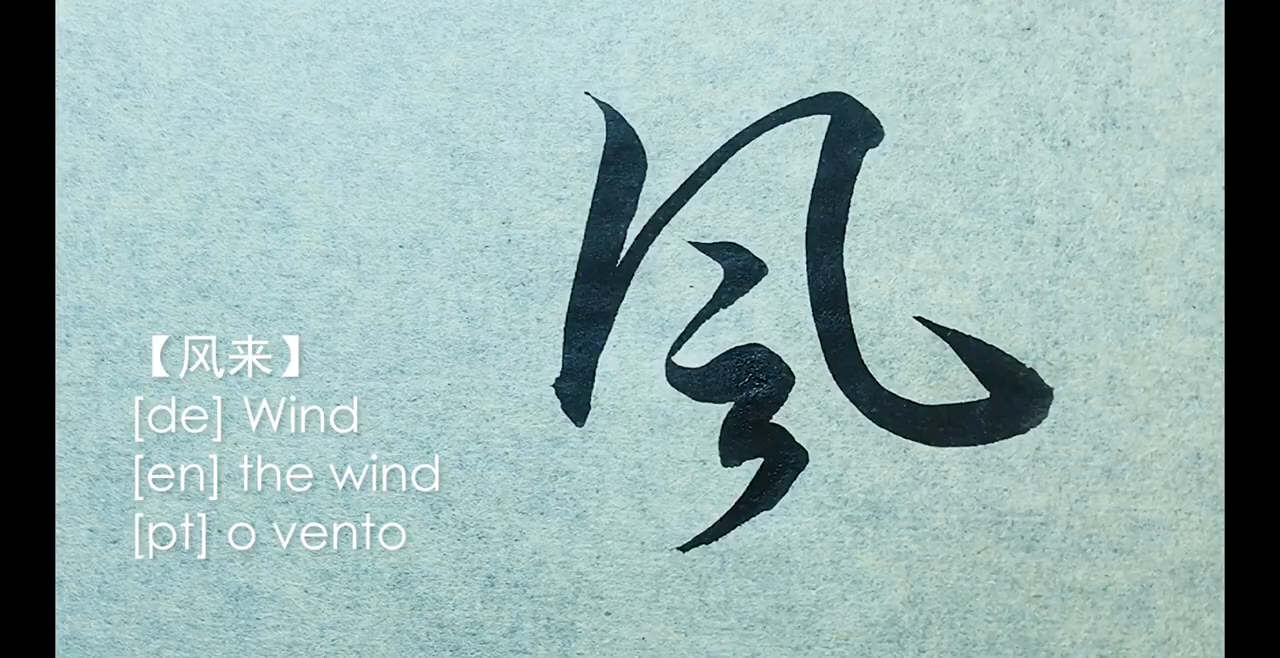 【风来】
[de] Wind
[en] the wind
[pt] o vento
风